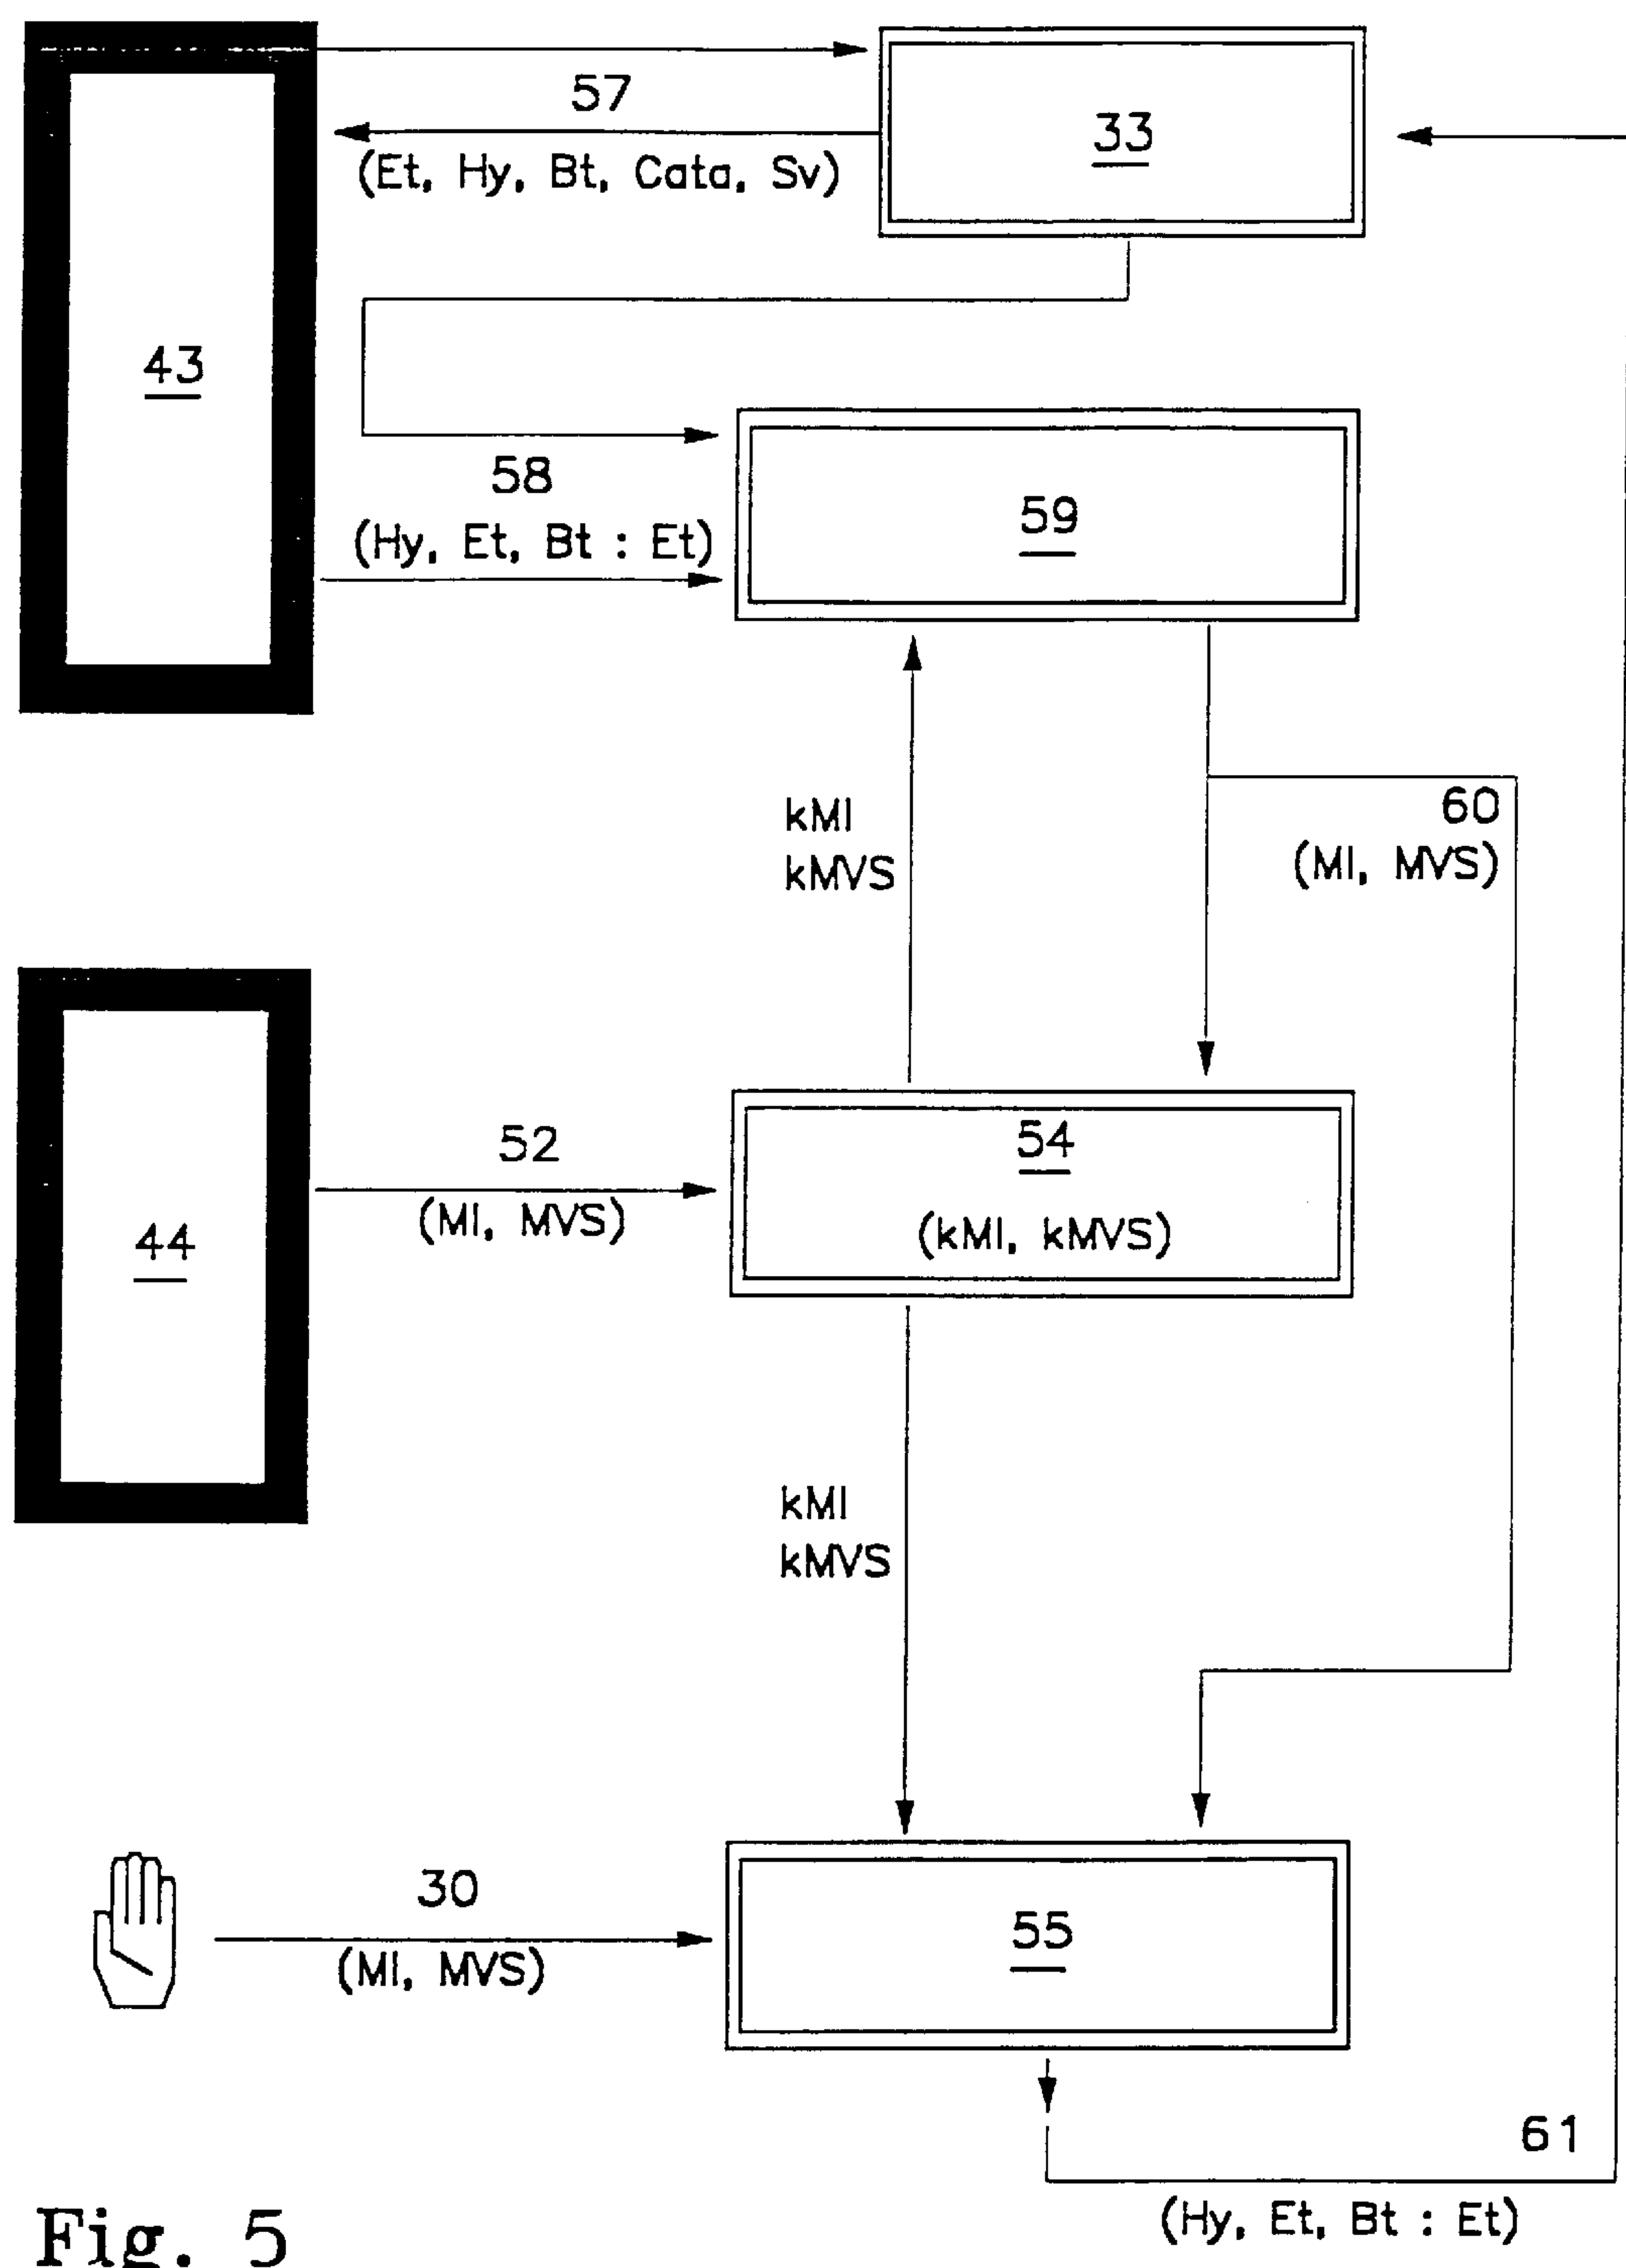 57
33
(Et, Hy, Bt, Cata, Sv)
43
58
59
(Hy, Et, Bt : Et)
kMI
kMVS
60
(MI, MVS)
52
54
(MI, MVS)
(kMI, kMVS)
44
kMI
kMVS
30
55
(MI, MVS)
61
(Hy, Et, Bt : Et)
Fig. 5